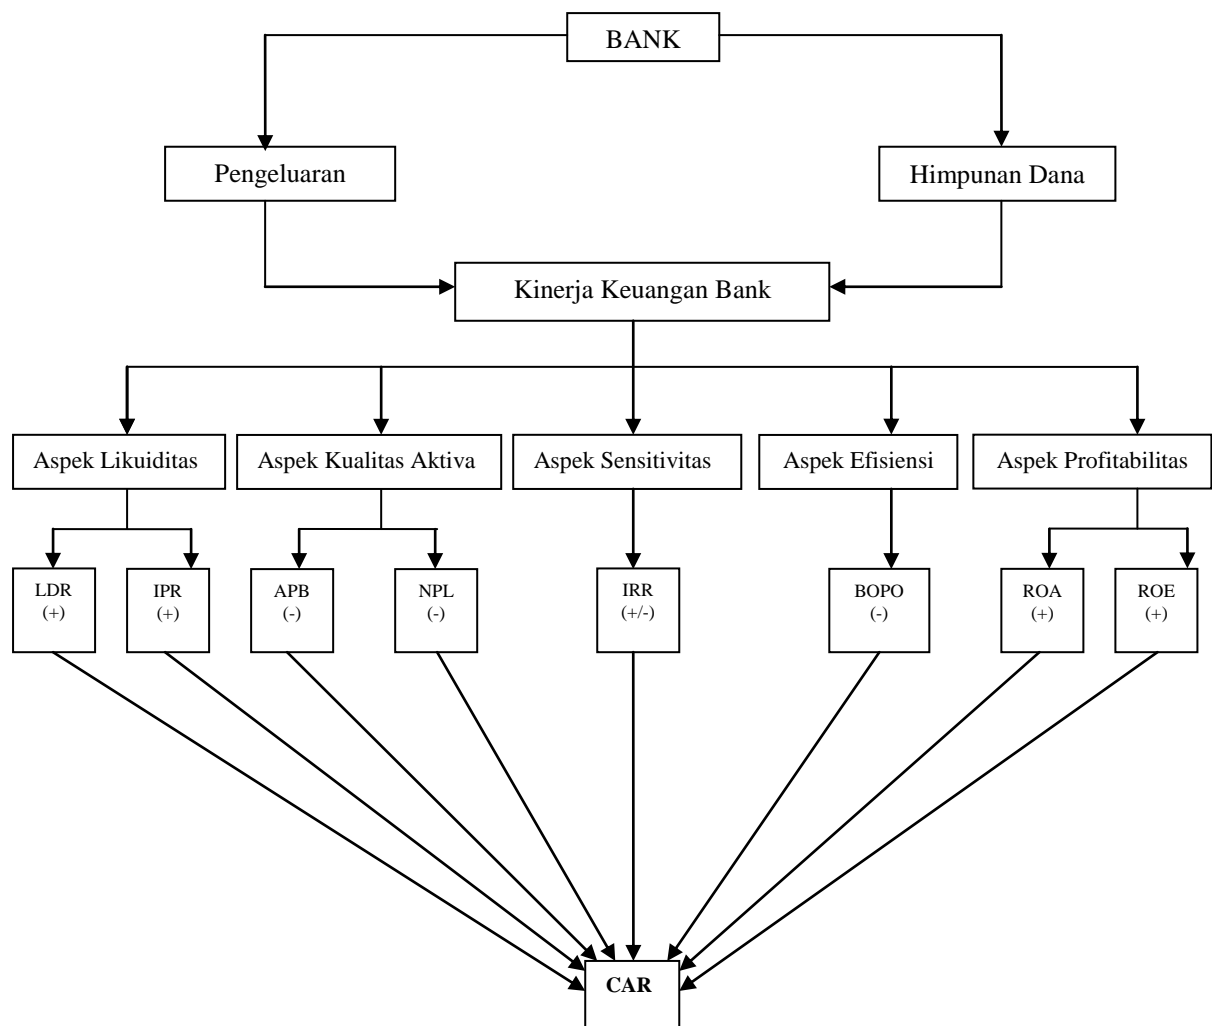 BANK
Pengeluaran
Himpunan Dana
Kinerja Keuangan Bank
Aspek Likuiditas
Aspek Kualitas Aktiva
Aspek Sensitivitas
Aspek Efisiensi
Aspek Profitabilitas
LDR
(+)
IPR
(+)
APB
(-)
NPL
(-)
IRR
(+/-)
BOPO
(-)
ROA
(+)
ROE
(+)
CAR